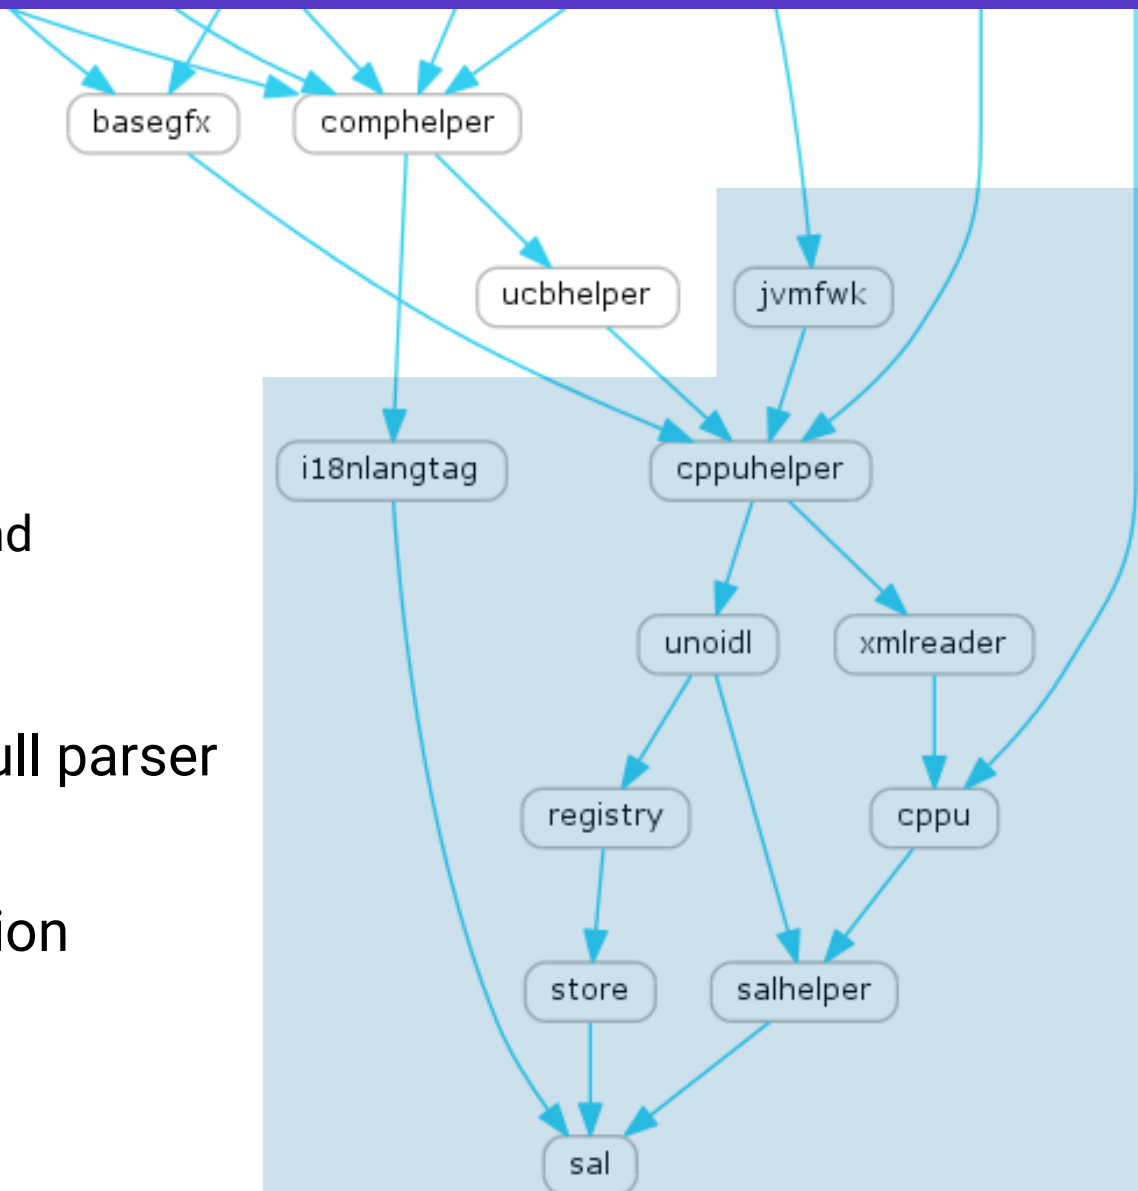 basegfx
comphelper
ucbhelper
jvmfwk
i18nlangtag
cppuhelper
nd
unoidl
xmlreader
ull parser
registry
cppu
ion
store
salhelper
sal